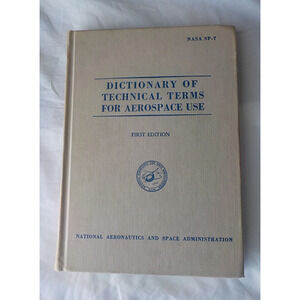 NASA SP-7
DICTIONARY OF
TECHNICAL TERMS
FOR AEROSPACE USE
FIRST EDITION
NATIONAL AERONAUTICS AND SPACE ADMINISTRATION